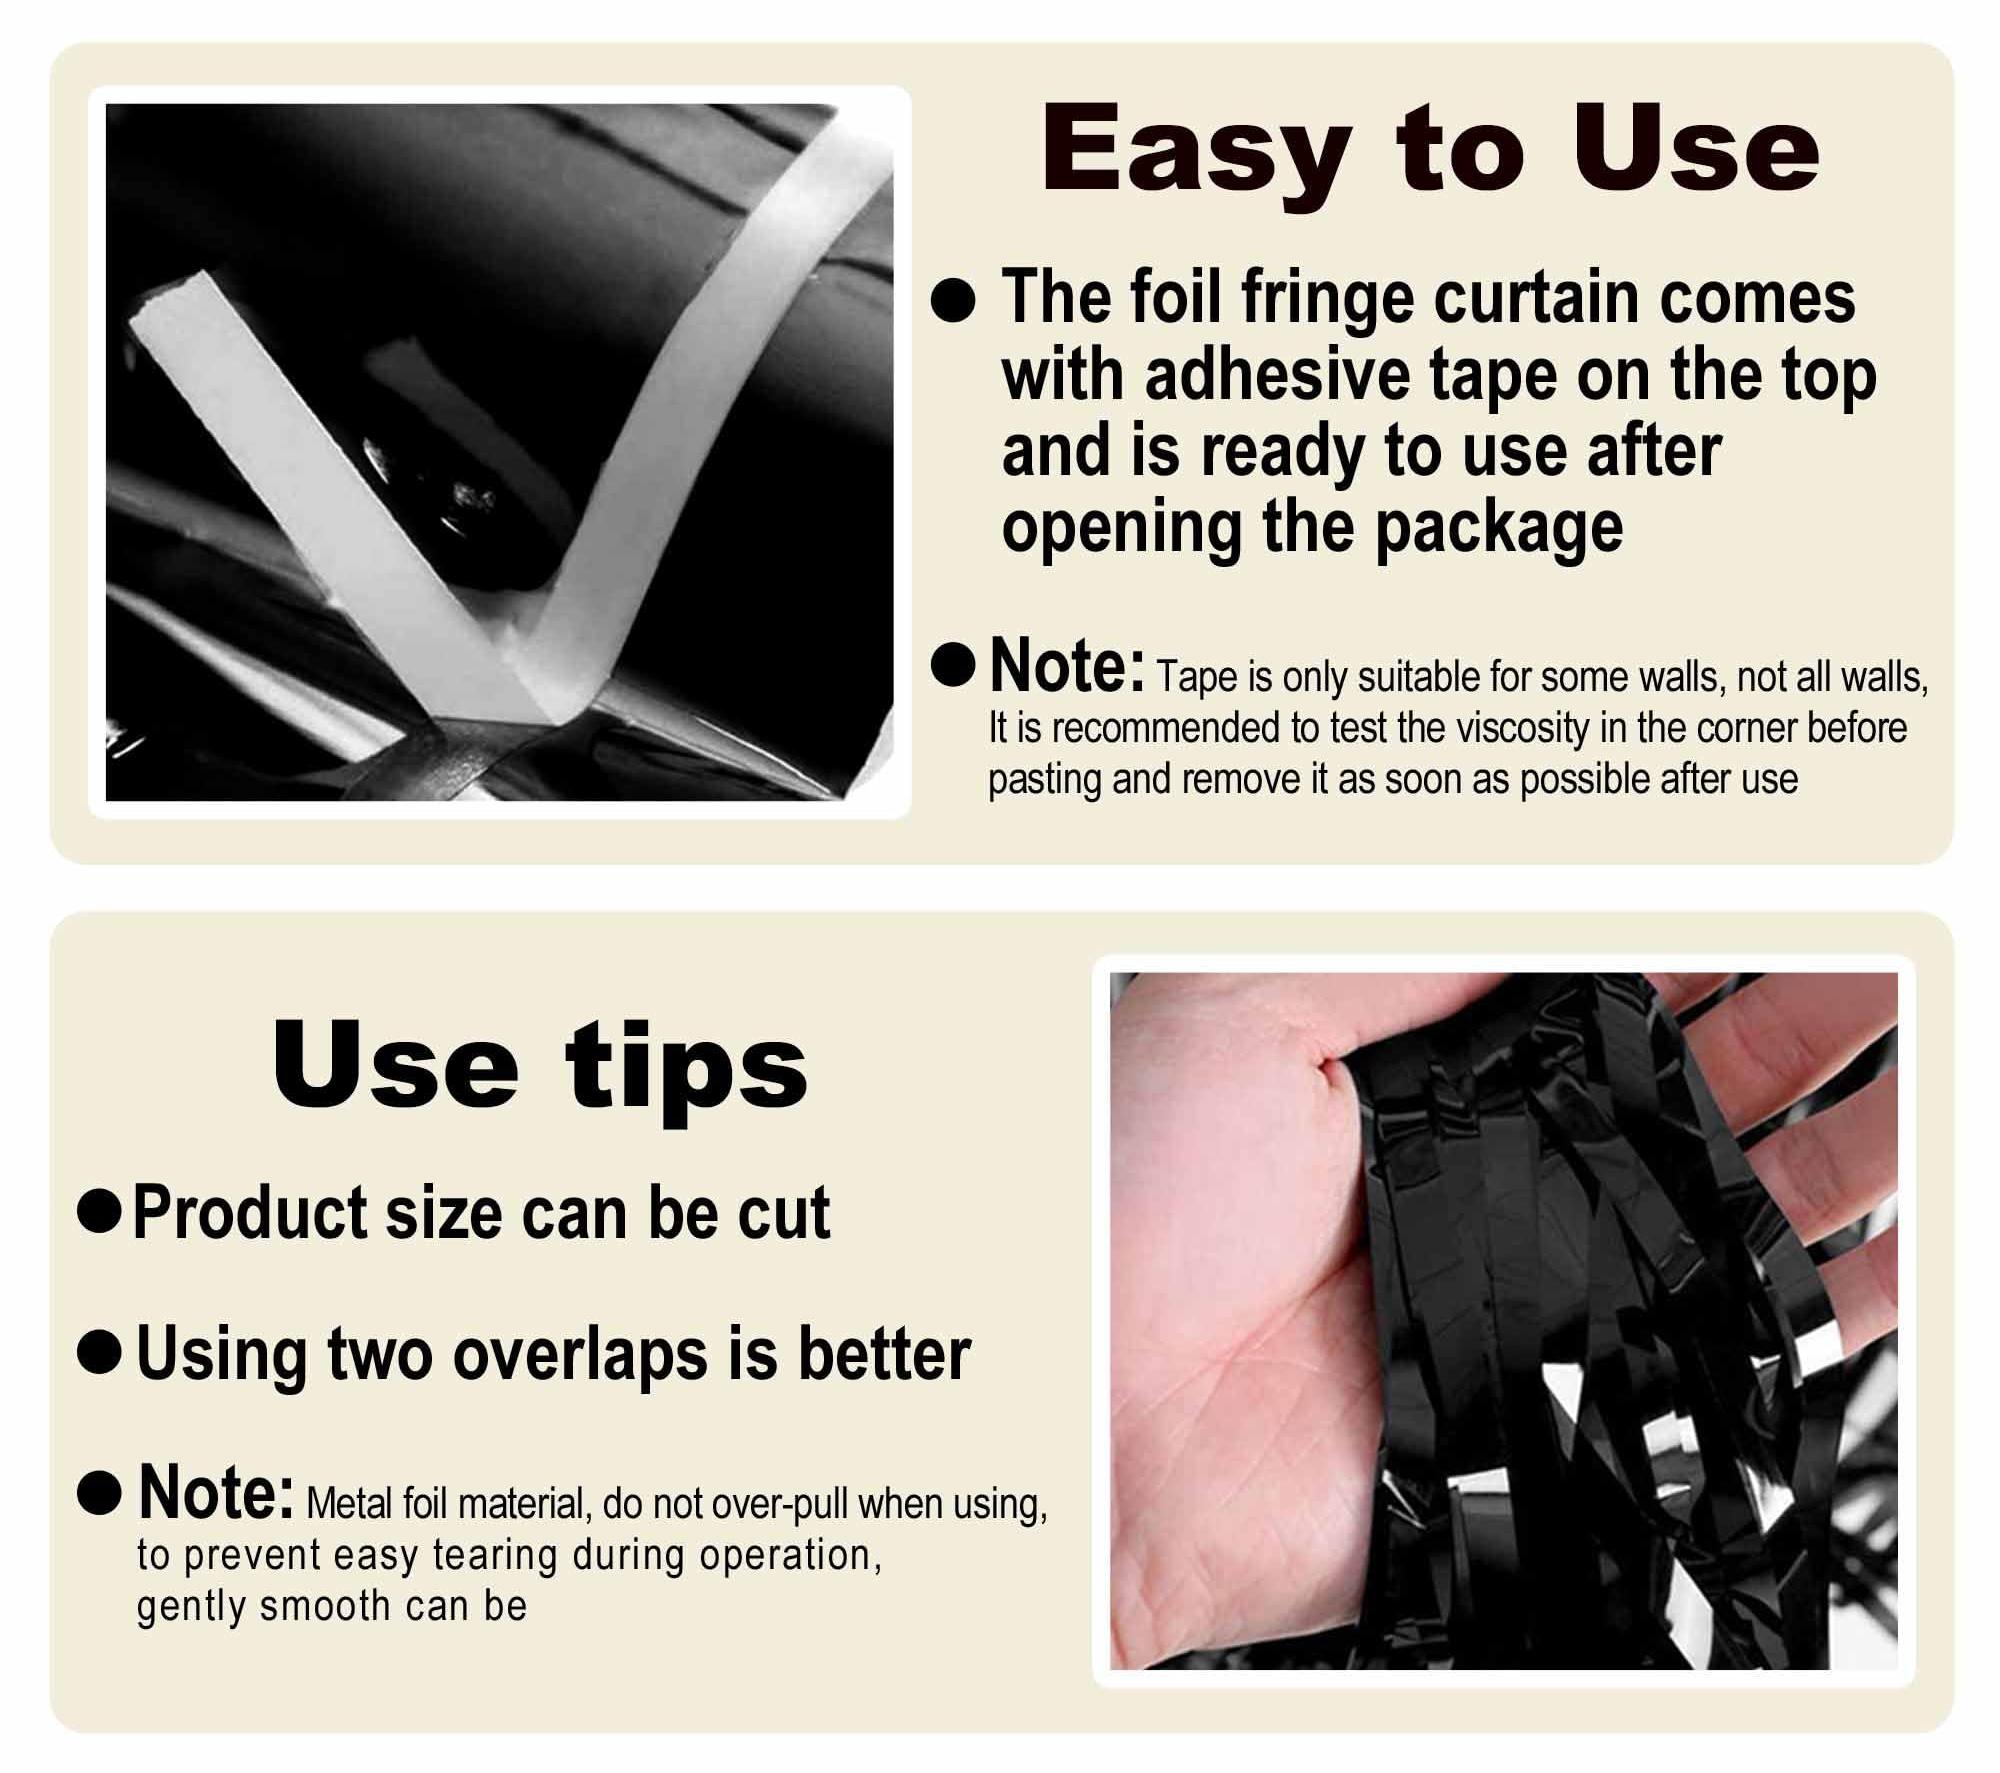 Easy to Use
● The foil fringe curtain comes
with adhesive tape on the top
and is ready to use after
opening the package
● Note: Tape is only suitable for some walls, not all walls,
It is recommended to test the viscosity in the corner before
pasting and remove it as soon as possible after use
Use tips
● Product size can be cut
● Using two overlaps is better
● Note: Metal foil material, do not over-pull when using,
to prevent easy tearing during operation,
gently smooth can be